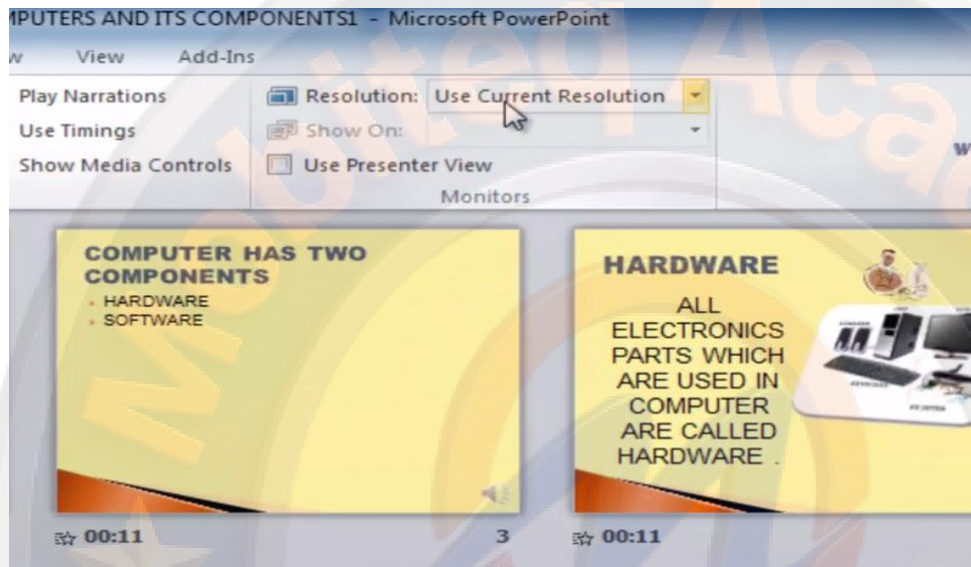 MPUTERS AND ITS COMPONENTS1 - Microsoft PowerPoint
w View Add-Ins
Play Narrations
Resolution: Use Current Resolution
Use Timings
Show On:
Show Media Controls
Use Presenter View
Monitors
W
COMPUTER HAS TWO
COMPONENTS
HARDWARE
SOFTWARE
00:11 3
HARDWARE
ALL
ELECTRONICS
PARTS WHICH
ARE USED IN
COMPUTER
ARE CALLED
HARDWARE .
00:11
Mobiteq Aca